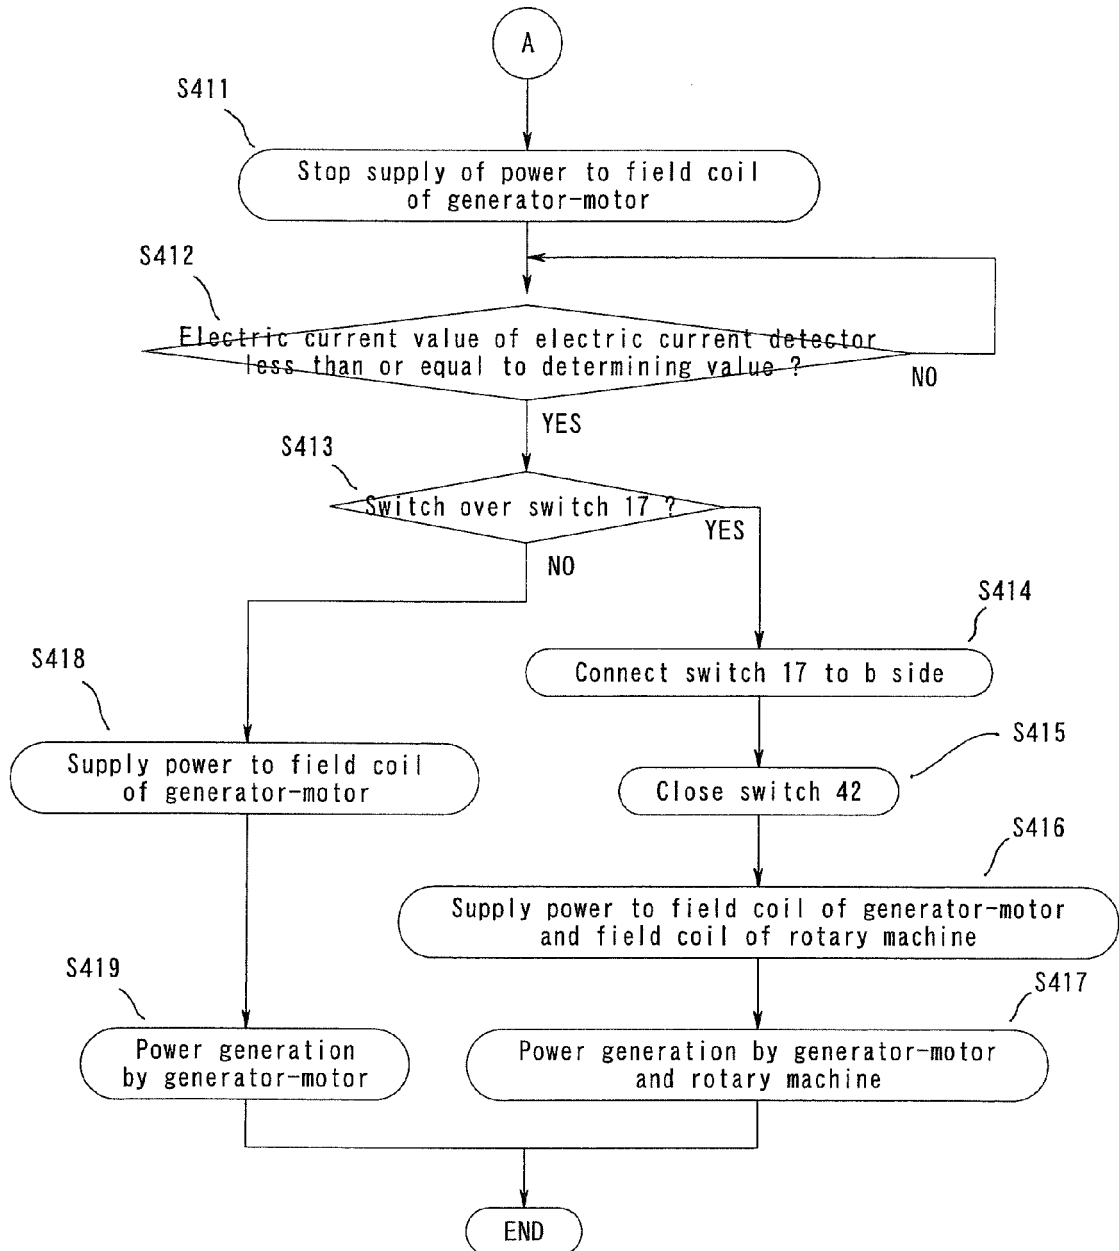 A
S411
Stop supply of power to field coil
of generator-motor
S412
Electric current value of electric current detector
less than or equal to determining value ?
NO
YES
S413
Switch over switch 17 ?
YES
NO
S414
Connect switch 17 to b side
S418
Supply power to field coil
of generator-motor
S415
Close switch 42
S416
Supply power to field coil of generator-motor
and field coil of rotary machine
S419
Power generation
by generator-motor
S417
Power generation by generator-motor
and rotary machine
END